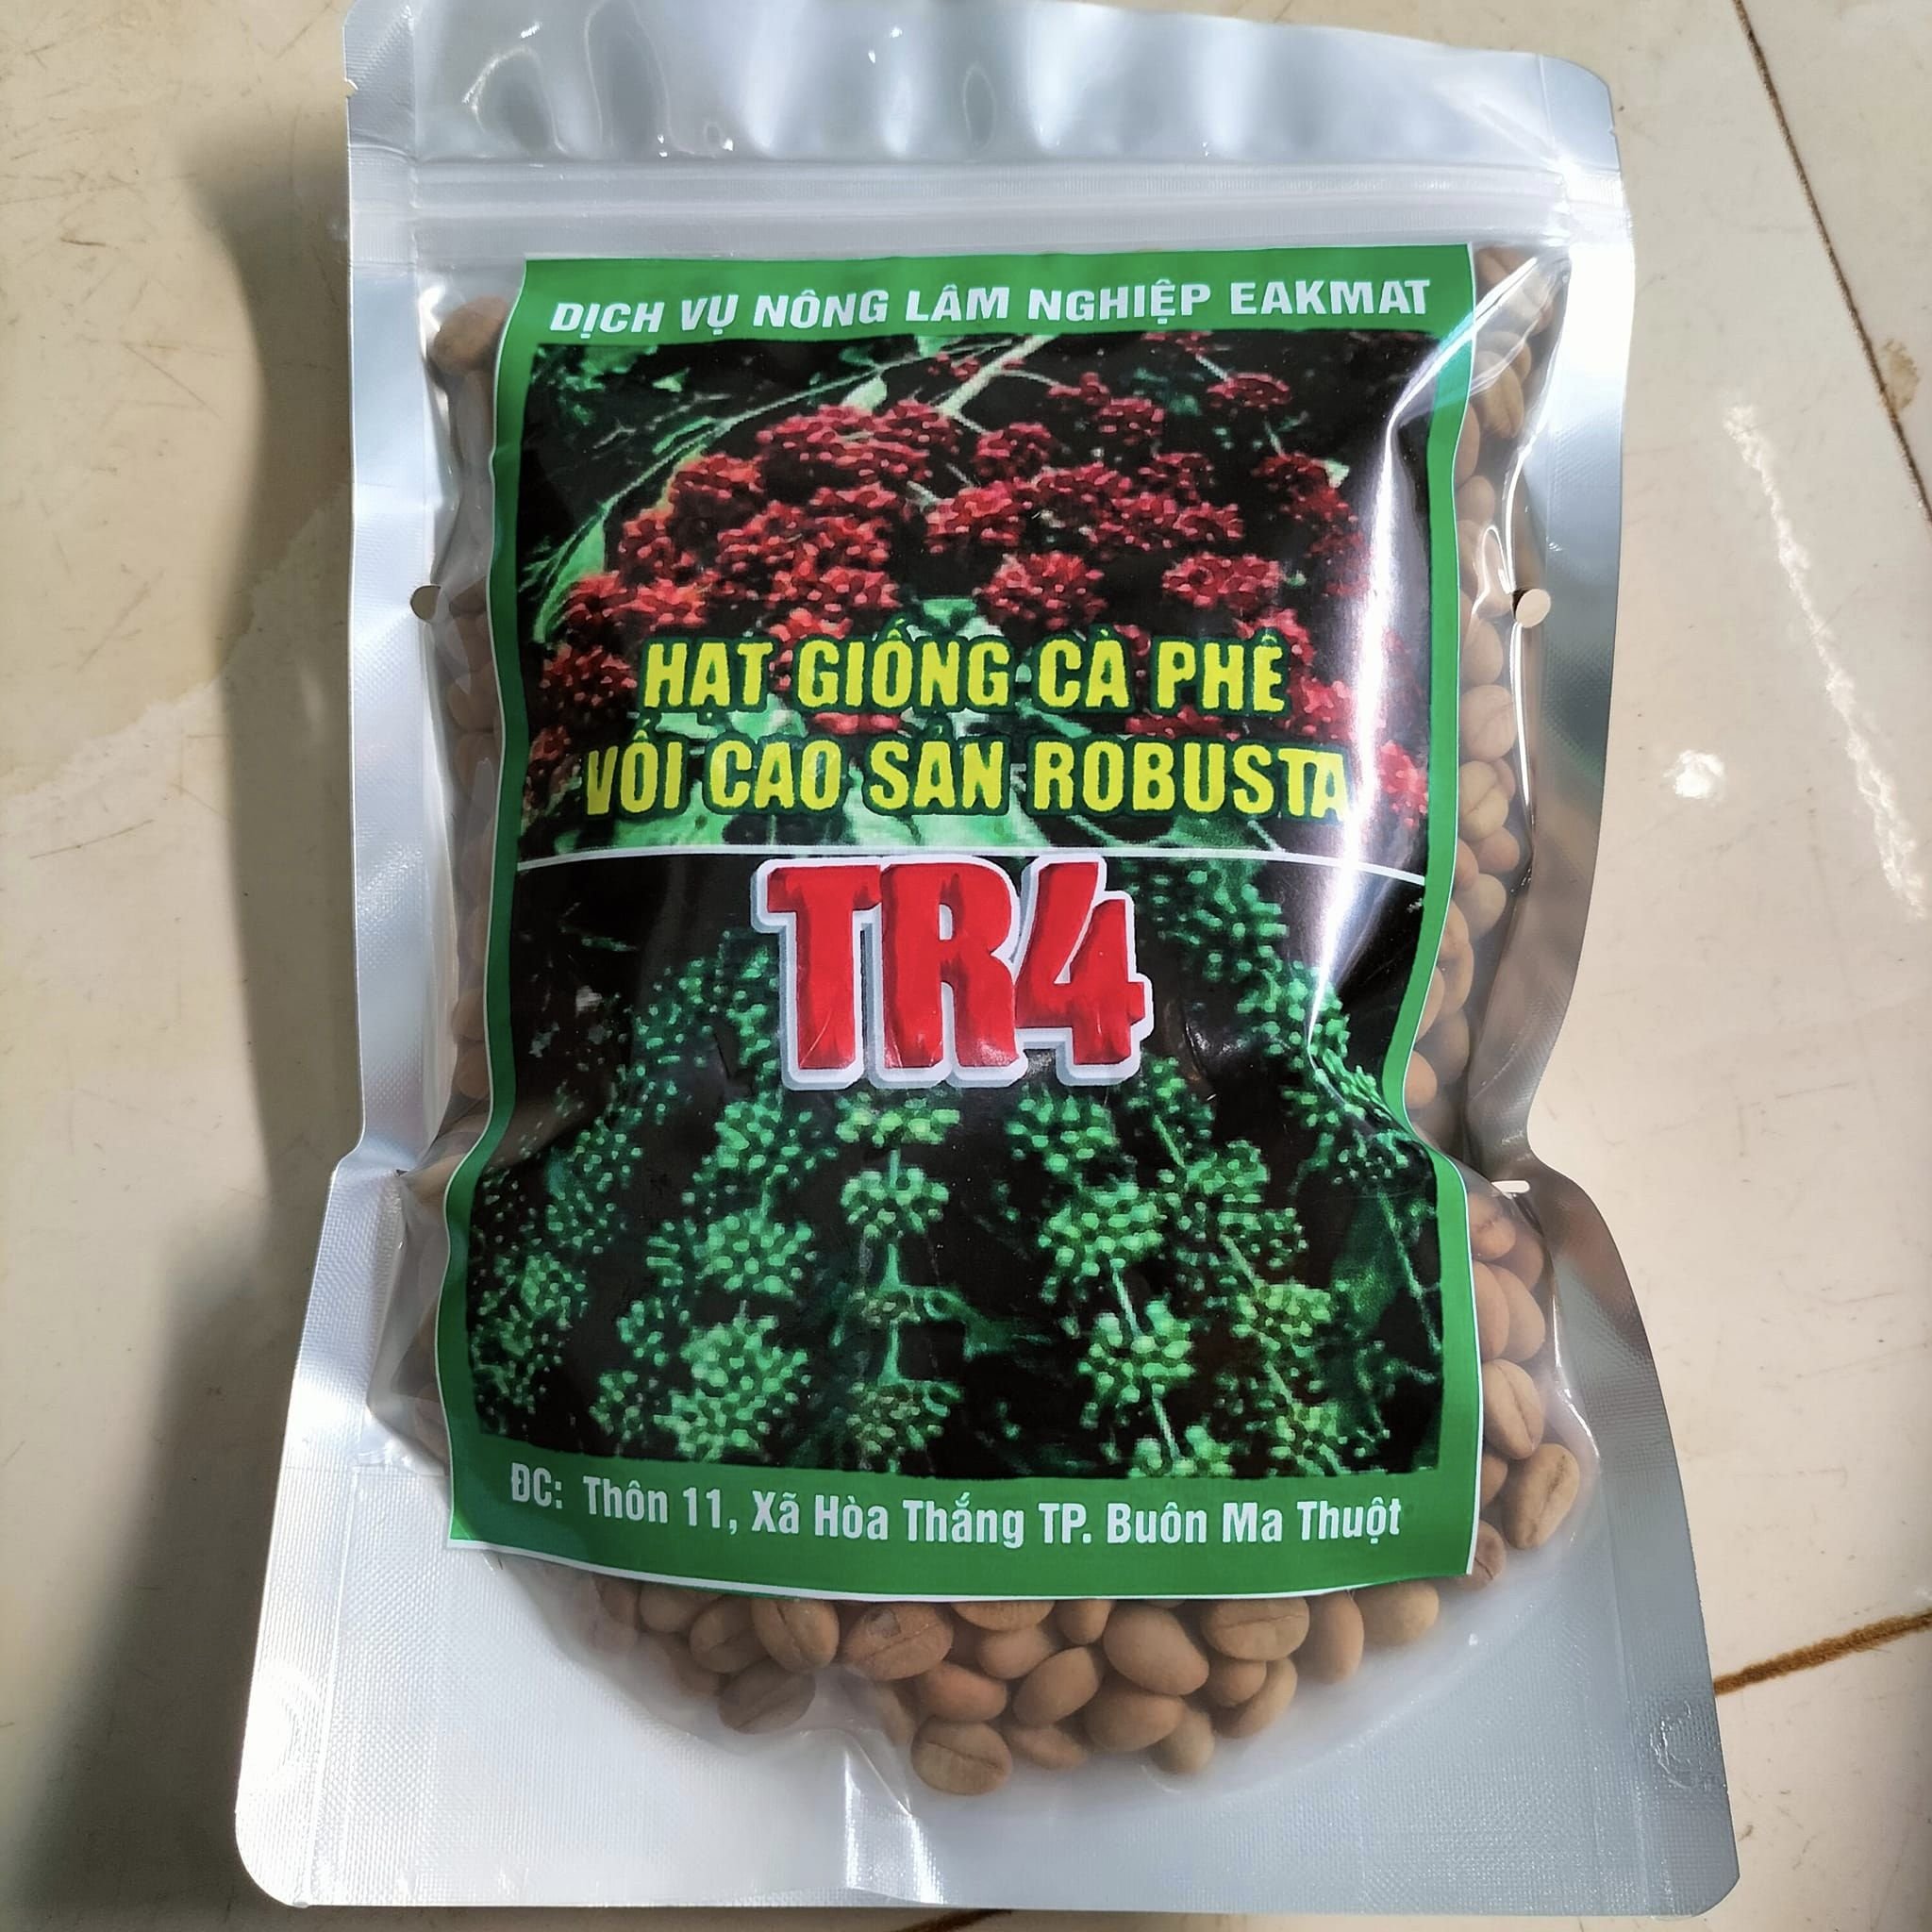 DỊCH VỤ NÔNG LÂM NGHIỆP EAKMAT
HẠT GIỐNG CÀ PHÊ
VỐI CAO SẢN ROBUSTA
TR4
ĐC: Thôn 11, Xã Hòa Thắng TP. Buôn Ma Thuột